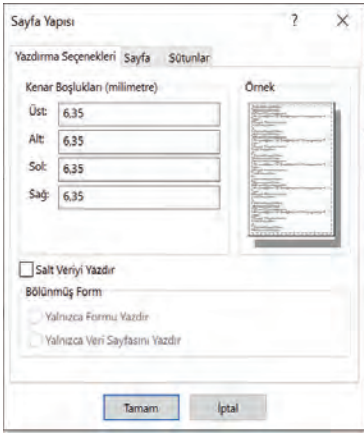 Sayfa Yapısı
? ×
Yazdırma Seçenekleri Sayfa Sütunlar
Kenar Boşlukları (milimetre) Örnek
Üst: 6,35
Alt: 6,35
Sol: 6,35
Sağ: 6,35
Salt Veriyi Yazdır
Bölünmüş Form
Yalnızca Formu Yazdır
Yalnızca Veri Sayfasını Yazdır
Tamam İptal